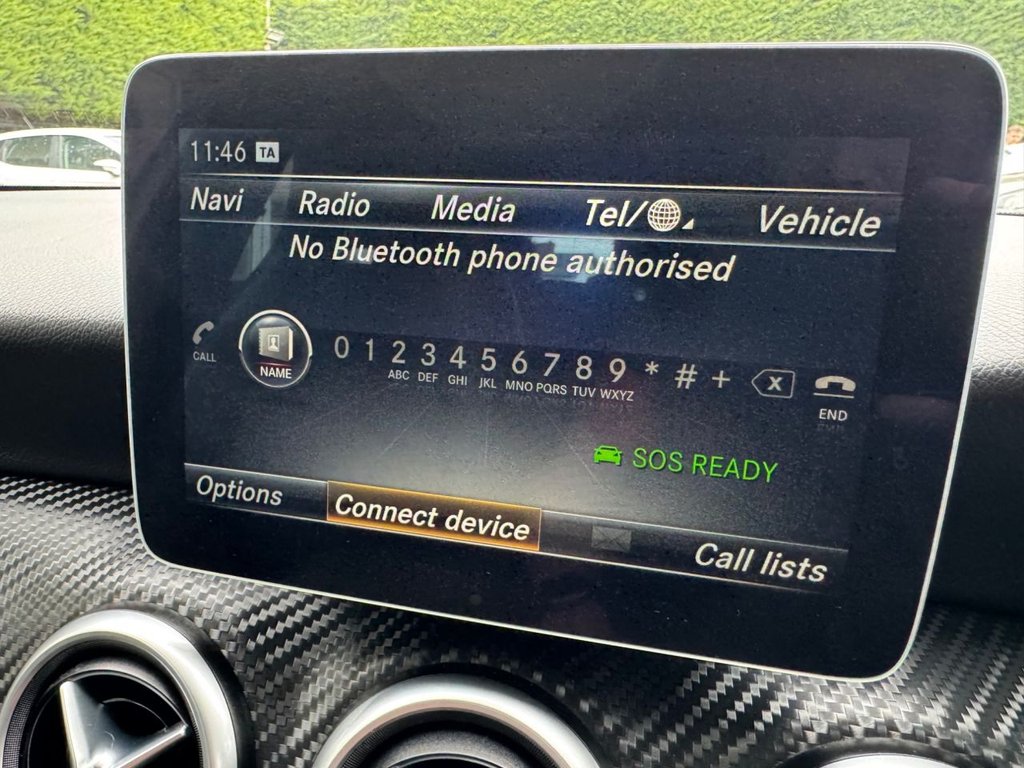 11:46 TA
Navi Radio Media Tel/ Vehicle
No Bluetooth phone authorised
CALL NAME 0 1 2 3 4 5 6 7 8 9 * # + X
ABC DEF GHI JKL MNO PQRS TUV WXYZ
END
SOS READY
Options Connect device Call lists